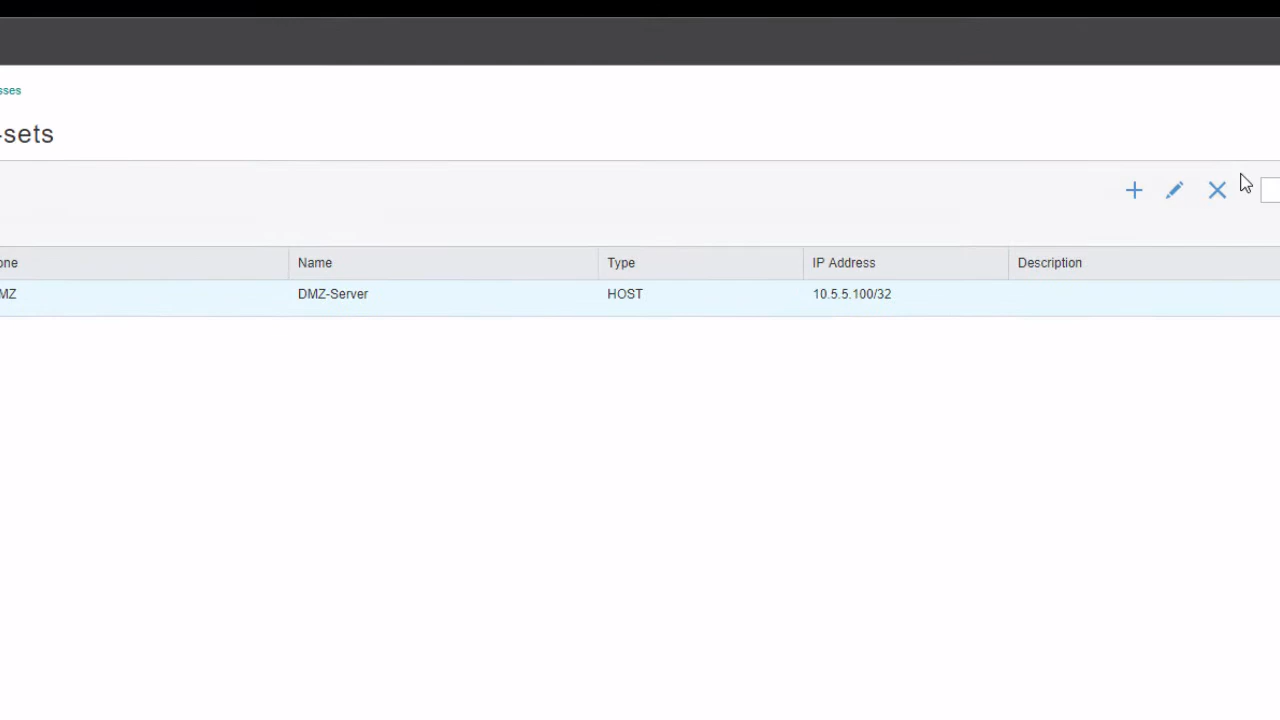 sses
-sets
one Name Type IP Address Description
MZ DMZ-Server HOST 10.5.5.100/32